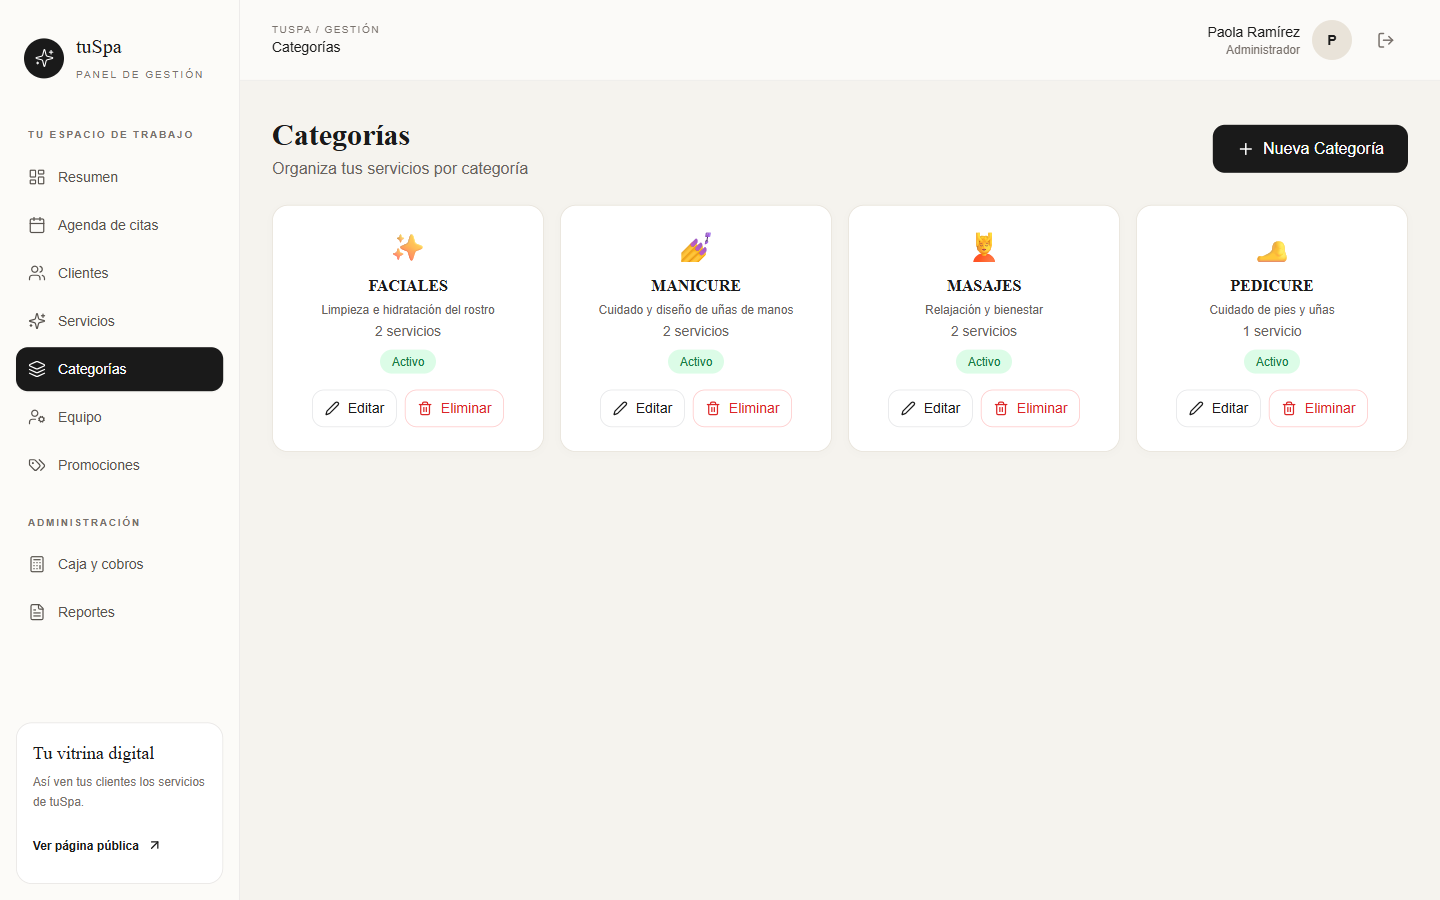 tuSpa
PANEL DE GESTIÓN
TU ESPACIO DE TRABAJO
Resumen
Agenda de citas
Clientes
Servicios
Categorías
Equipo
Promociones
ADMINISTRACIÓN
Caja y cobros
Reportes
Tu vitrina digital
Así ven tus clientes los servicios
de tuSpa.
Ver página pública
TUSPA / GESTIÓN
Categorías
Paola Ramírez
Administrador
P
Categorías
Organiza tus servicios por categoría
Nueva Categoría
FACIALES
Limpieza e hidratación del rostro
2 servicios
Activo
Editar
Eliminar
MANICURE
Cuidado y diseño de uñas de manos
2 servicios
Activo
Editar
Eliminar
MASAJES
Relajación y bienestar
2 servicios
Activo
Editar
Eliminar
PEDICURE
Cuidado de pies y uñas
1 servicio
Activo
Editar
Eliminar